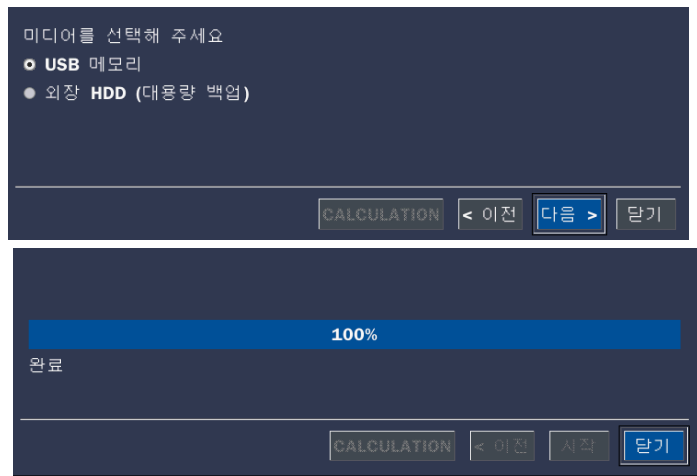 미디어를 선택해 주세요
USB 메모리
외장 HDD (대용량 백업)
CALCULATION < 이전 다음 > 닫기
100%
완료
CALCULATION < 이전 시작 닫기